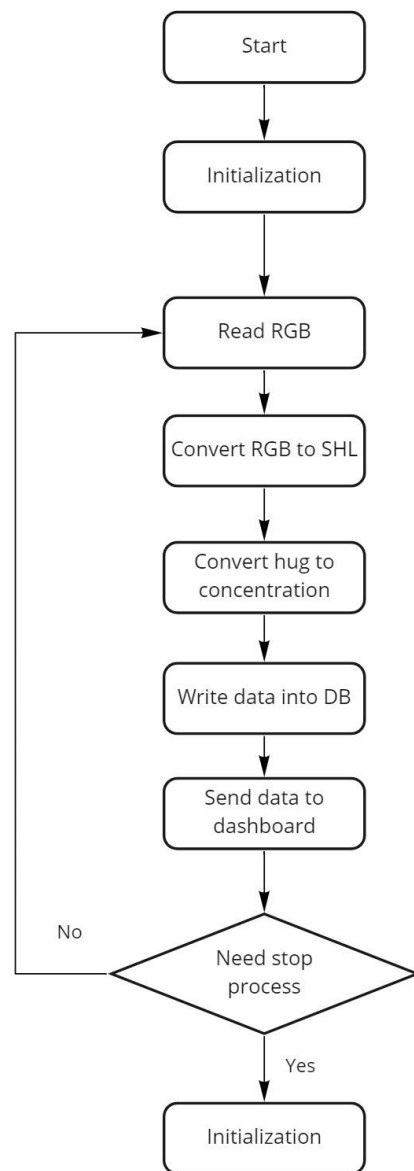 Start
Initialization
Read RGB
Convert RGB to SHL
Convert hug to
concentration
Write data into DB
Send data to
dashboard
No
Need stop
process
Yes
Initialization